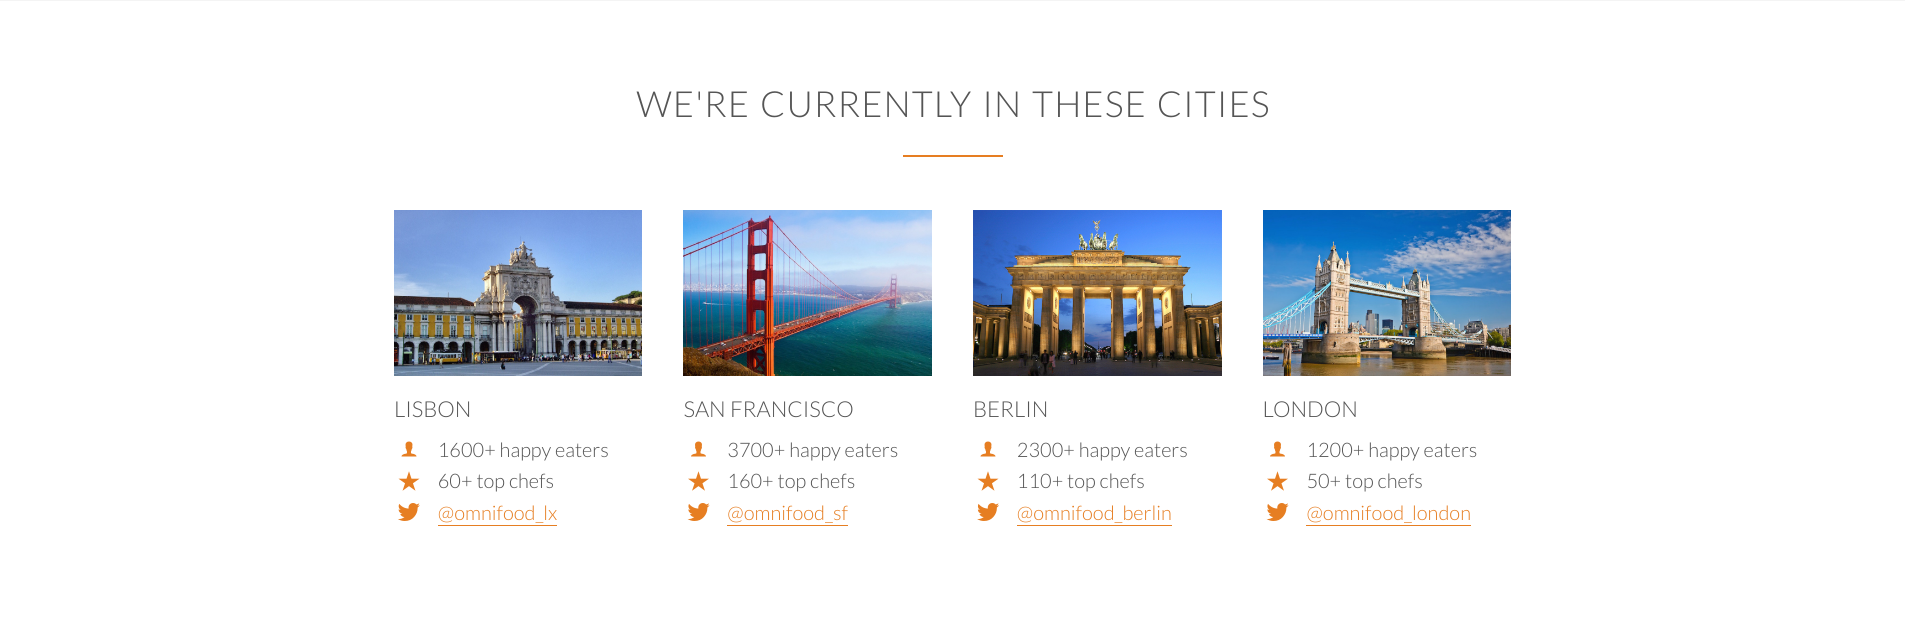 WE'RE CURRENTLY IN THESE CITIES
LISBON
1600+ happy eaters
60+ top chefs
@omnifood_lx
SAN FRANCISCO
3700+ happy eaters
160+ top chefs
@omnifood_sf
BERLIN
2300+ happy eaters
110+ top chefs
@omnifood_berlin
LONDON
1200+ happy eaters
50+ top chefs
@omnifood_london